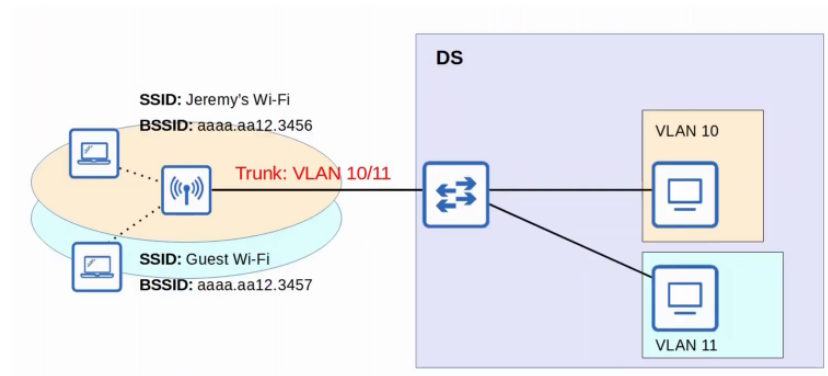 DS
SSID: Jeremy's Wi-Fi
BSSID: aaaa.aa12.3456
VLAN 10
Trunk: VLAN 10/11
SSID: Guest Wi-Fi
BSSID: aaaa.aa12.3457
VLAN 11